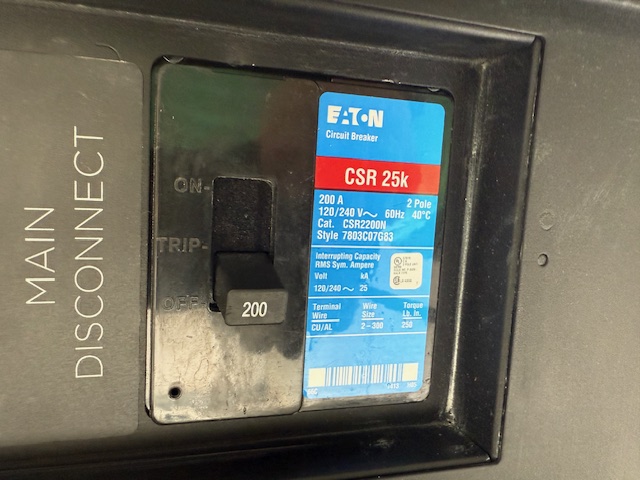 MAIN
DISCONNECT
ON-
TRIP-
OFF-
200
EATON
Circuit Breaker
CSR 25k
200 A 2 Pole
120/240 V~ 60Hz 40°C
Cat. CSR2200N
Style 7803C07G83
Interrupting Capacity
RMS Sym. Ampere
Volt kA
120/240 ~ 25
Terminal Wire Torque
Wire Size Lb. In.
CU/AL 2-300 250